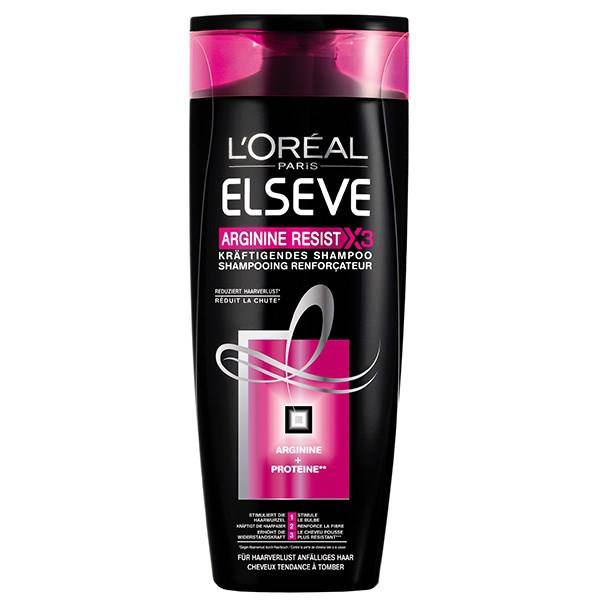 L'ORÉAL
PARIS
ELSEVE
ARGININE RESIST X3
KRÄFTIGENDES SHAMPOO
SHAMPOOING RENFORÇATEUR
REDUZIERT HAARVERLUST*
RÉDUIT LA CHUTE*
ARGININE
+
PROTEINE**
STIMULIERT DIE HAARWURZEL 1 STIMULE LE BULBE
KRÄFTIGT DIE HAARFASER 2 RENFORCE LA FIBRE
ERHÖHT DIE WIDERSTANDSKRAFT 3 LE CHEVEU POUSSE PLUS RÉSISTANT***
FÜR HAARVERLUST ANFÄLLIGES HAAR
CHEVEUX TENDANCE À TOMBER